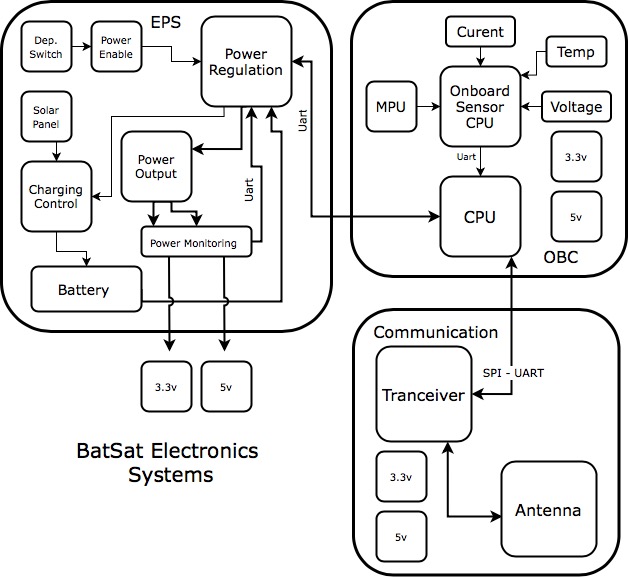 EPS
Dep.
Switch
Power
Enable
Power
Regulation
Solar
Panel
Charging
Control
Power
Output
Uart
Uart
Power Monitoring
Battery
3.3v
5v
BatSat Electronics
Systems
Curent
Temp
MPU
Onboard
Sensor
CPU
Voltage
Uart
3.3v
CPU
5v
OBC
Communication
SPI - UART
Tranceiver
3.3v
5v
Antenna